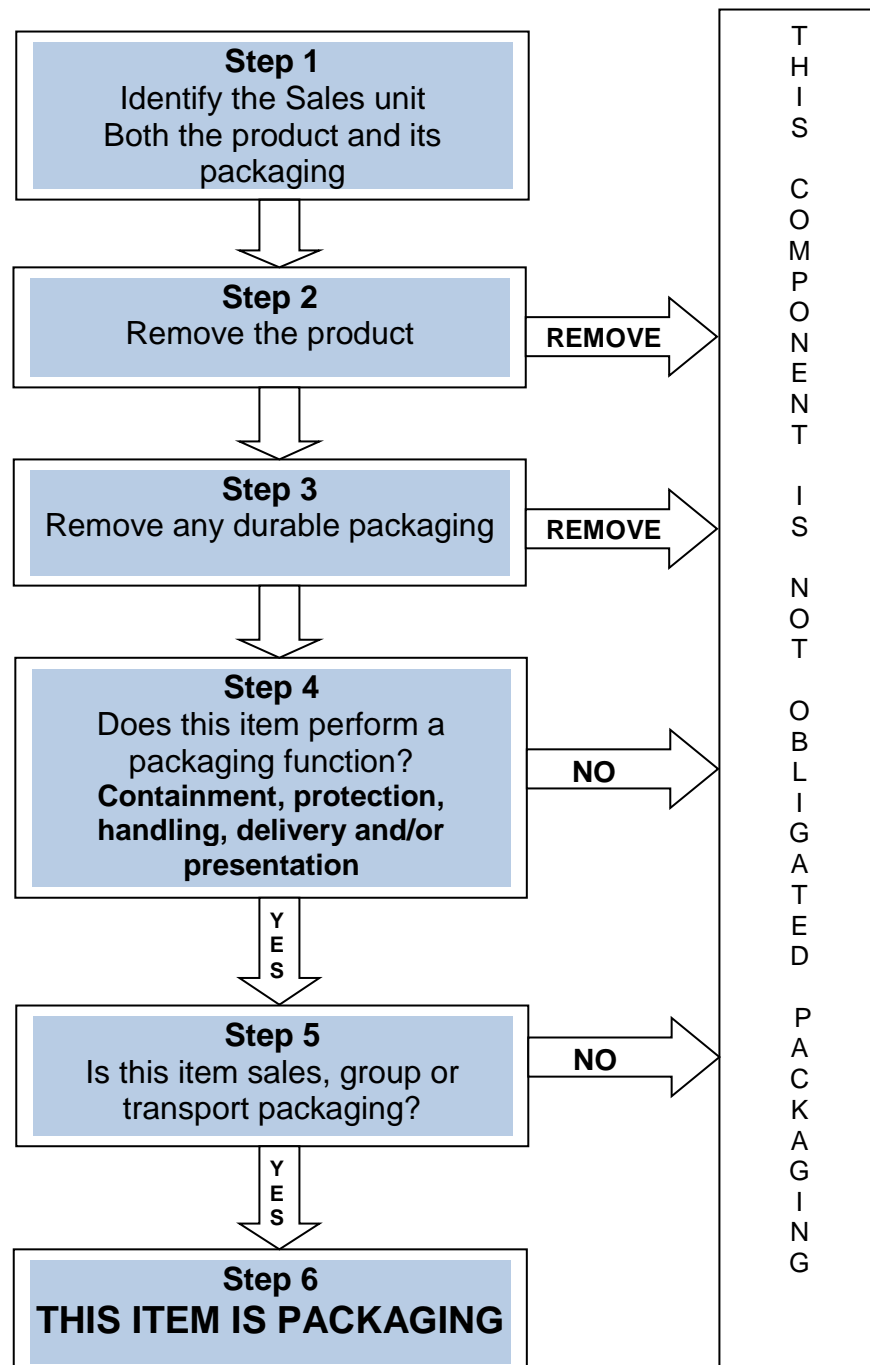 Step 1
Identify the Sales unit
Both the product and its
packaging
Step 2
Remove the product
REMOVE
Step 3
Remove any durable packaging
REMOVE
Step 4
Does this item perform a
packaging function?
Containment, protection,
handling, delivery and/or
presentation
NO
YES
Step 5
Is this item sales, group or
transport packaging?
NO
YES
Step 6
THIS ITEM IS PACKAGING
THIS COMPONENT IS NOT OBLIGATED PACKAGING